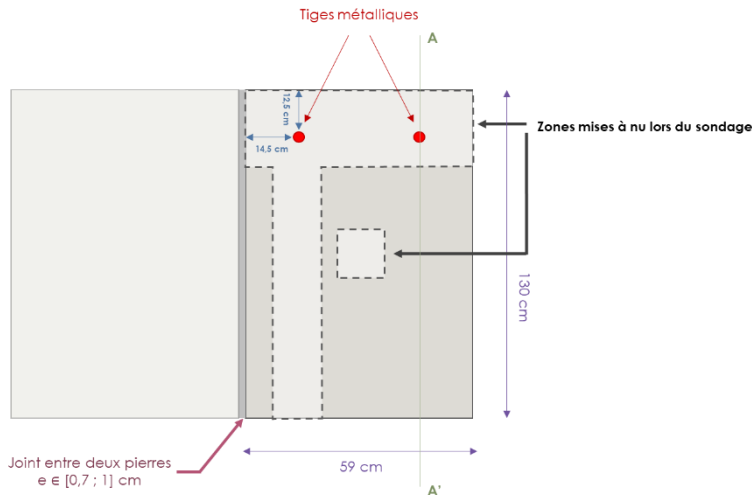 Tiges métalliques
A
12,5 cm
14,5 cm
Zones mises à nu lors du sondage
130 cm
59 cm
Joint entre deux pierres
e ∈ [0,7 ; 1] cm
A'